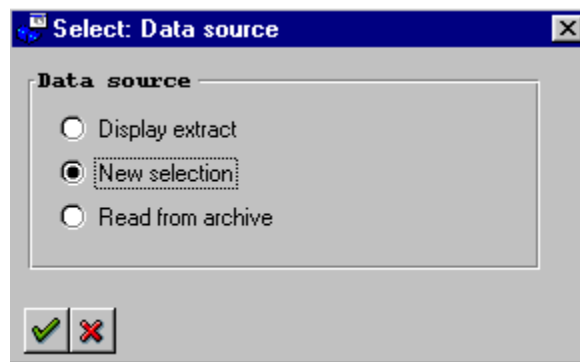 Select: Data source
Data source
Display extract
New selection
Read from archive